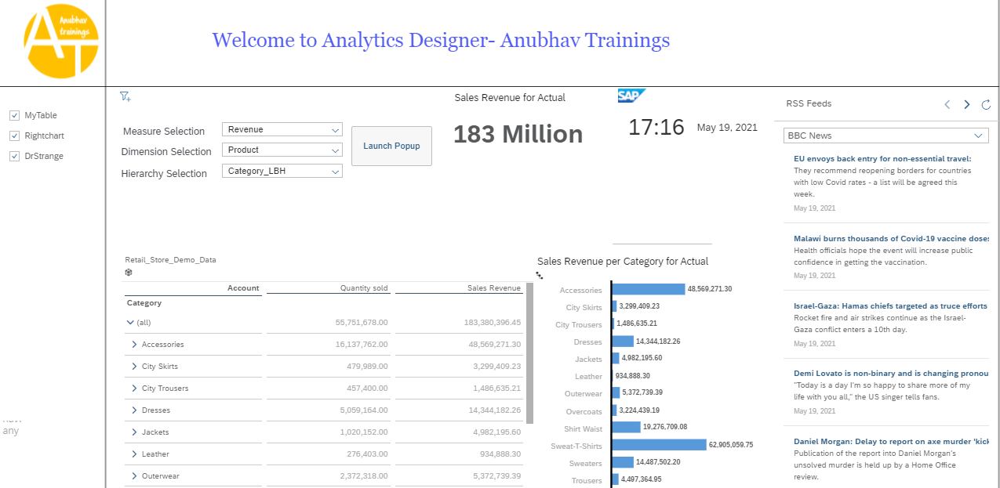 Anubhav
trainings
AT
Welcome to Analytics Designer- Anubhav Trainings
MyTable
Rightchart
DrStrange
any
Measure Selection
Revenue
Dimension Selection
Product
Hierarchy Selection
Category_LBH
Launch Popup
Sales Revenue for Actual
183 Million
SAP
17:16
May 19, 2021
Retail_Store_Demo_Data
Account Quantity sold Sales Revenue
Category
(all) 55,751,678.00 183,380,396.45
Accessories 16,137,762.00 48,569,271.30
City Skirts 479,989.00 3,299,409.23
City Trousers 457,400.00 1,486,635.21
Dresses 5,059,164.00 14,344,182.26
Jackets 1,020,152.00 4,982,195.60
Leather 276,403.00 934,888.30
Outerwear 2,372,318.00 5,372,739.39
Sales Revenue per Category for Actual
Accessories 48,569,271.30
City Skirts 3,299,409.23
City Trousers 1,486,635.21
Dresses 14,344,182.26
Jackets 4,982,195.60
Leather 934,888.30
Outerwear 5,372,739.39
Overcoats 3,224,439.19
Shirt Waist 19,276,709.08
Sweat-T-Shirts 62,905,059.75
Sweaters 14,487,502.20
Trousers 4,497,364.95
RSS Feeds
BBC News
EU envoys back entry for non-essential travel:
They recommend reopening borders for countries
with low Covid rates - a list will be agreed this
week.
May 19, 2021
Malawi burns thousands of Covid-19 vaccine doses
Health officials hope the event will increase public
confidence in getting the vaccination.
May 19, 2021
Israel-Gaza: Hamas chiefs targeted as truce efforts
Rocket fire and air strikes continue as the Israel-
Gaza conflict enters a 10th day.
May 19, 2021
Demi Lovato is non-binary and is changing pronou
"Today is a day I'm so happy to share more of my
life with you all," the US singer tells fans.
May 19, 2021
Daniel Morgan: Delay to report on axe murder 'kick
Publication of the report into Daniel Morgan's
unsolved murder is held up by a Home Office
review.